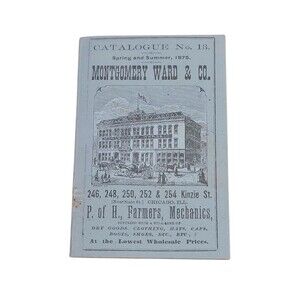 CATALOGUE No. 13.
Spring and Summer, 1875.
MONTGOMERY WARD & CO.
246, 248, 250, 252 & 254 Kinzie St.
CHICAGO, ILL.
P. of H., Farmers, Mechanics,
DRY GOODS, CLOTHING, HATS, CAPS,
BOOTS, SHOES, ETC., ETC.,
At the Lowest Wholesale Prices.